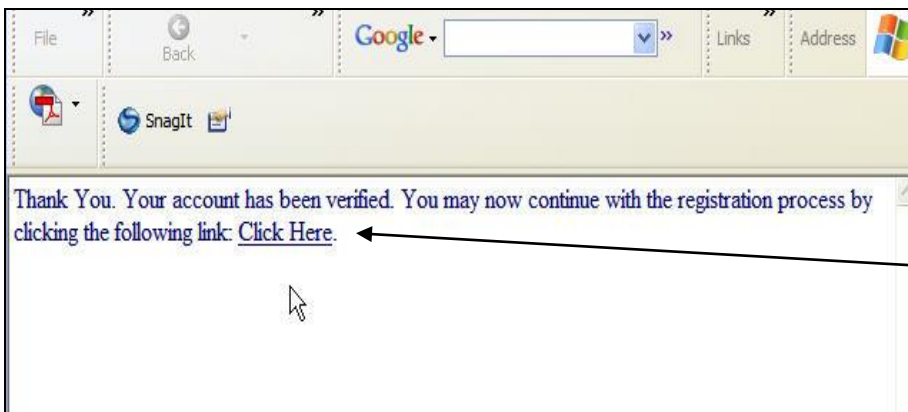 File
Back
Google
Links
Address
SnagIt
Thank You. Your account has been verified. You may now continue with the registration process by
clicking the following link: Click Here.